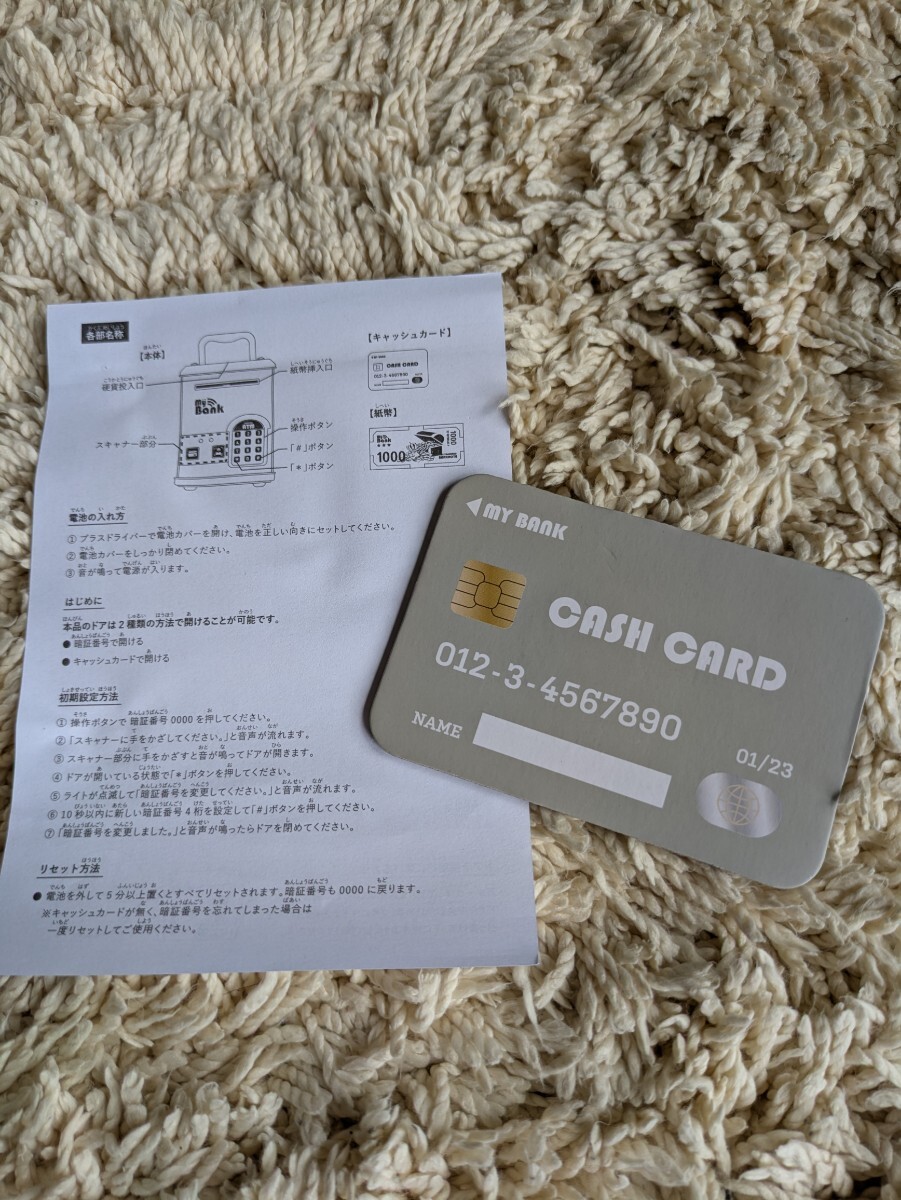 各部名称
【本体】
硬貨投入口
紙幣挿入口
My Bank
ATM
操作ボタン
スキャナー部分
「#」ボタン
「*」ボタン
【キャッシュカード】
CASH CARD
012-3-4567890
【紙幣】
My Bank
1000
1000
電池の入れ方
① プラスドライバーで電池カバーを開け、電池を正しい向きにセットしてください。
② 電池カバーをしっかり閉めてください。
③ 音が鳴って電源が入ります。
はじめに
本品のドアは2種類の方法で開けることが可能です。
● 暗証番号で開ける
● キャッシュカードで開ける
初期設定方法
① 操作ボタンで暗証番号0000を押してください。
② 「スキャナーに手をかざしてください。」と音声が流れます。
③ スキャナー部分に手をかざすと音が鳴ってドアが開きます。
④ ドアが開いている状態で「*」ボタンを押してください。
⑤ ライトが点滅して「暗証番号を変更してください。」と音声が流れます。
⑥ 10秒以内に新しい暗証番号4桁を設定して「#」ボタンを押してください。
⑦ 「暗証番号を変更しました。」と音声が鳴ったらドアを閉めてください。
リセット方法
● 電池を外して5分以上置くとすべてリセットされます。暗証番号も0000に戻ります。
※キャッシュカードが無く、暗証番号を忘れてしまった場合は
一度リセットしてご使用ください。
MY BANK
CASH CARD
012-3-4567890
NAME
01/23